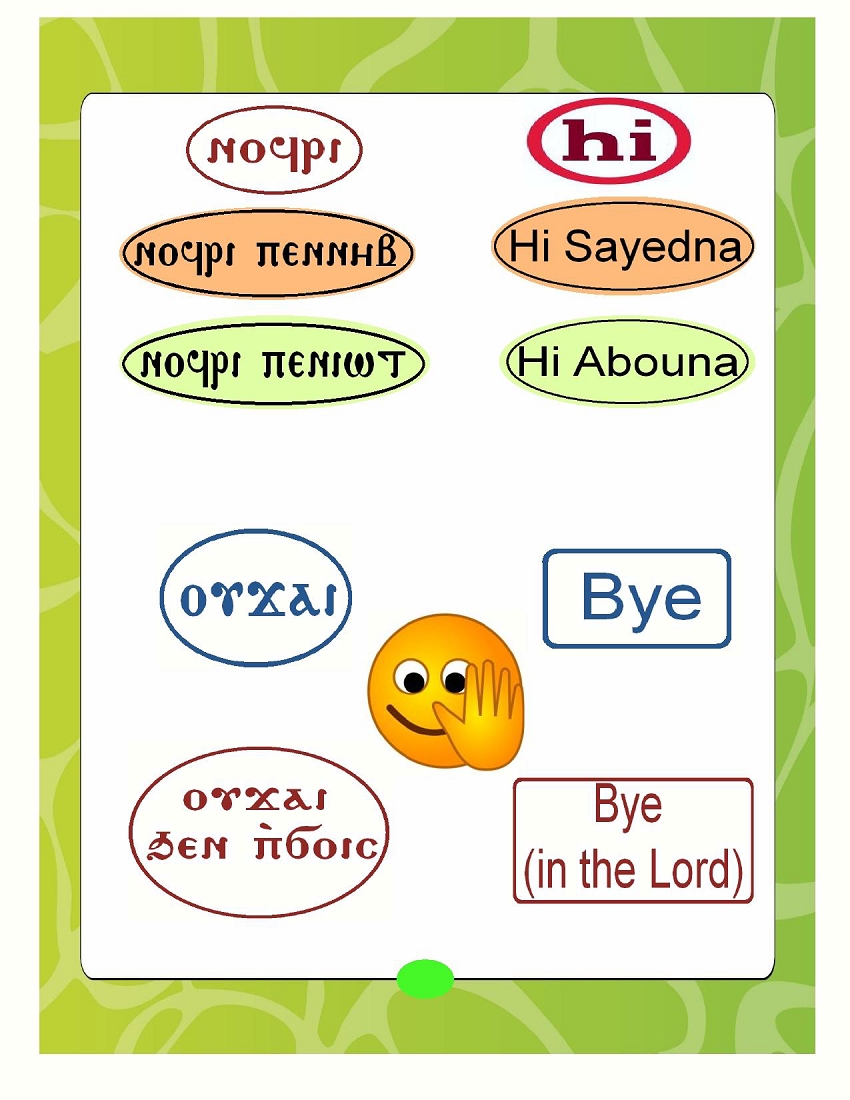 ⲛⲟϥⲣⲓ
hi
ⲛⲟϥⲣⲓ ⲡⲉⲛⲛⲏⲃ
Hi Sayedna
ⲛⲟϥⲣⲓ ⲡⲉⲛⲓⲱⲧ
Hi Abouna
ⲟⲩϫⲁⲓ
Bye
ⲟⲩϫⲁⲓ
ϧⲉⲛ ⲡ̀ϭⲟⲓⲥ
Bye
(in the Lord)